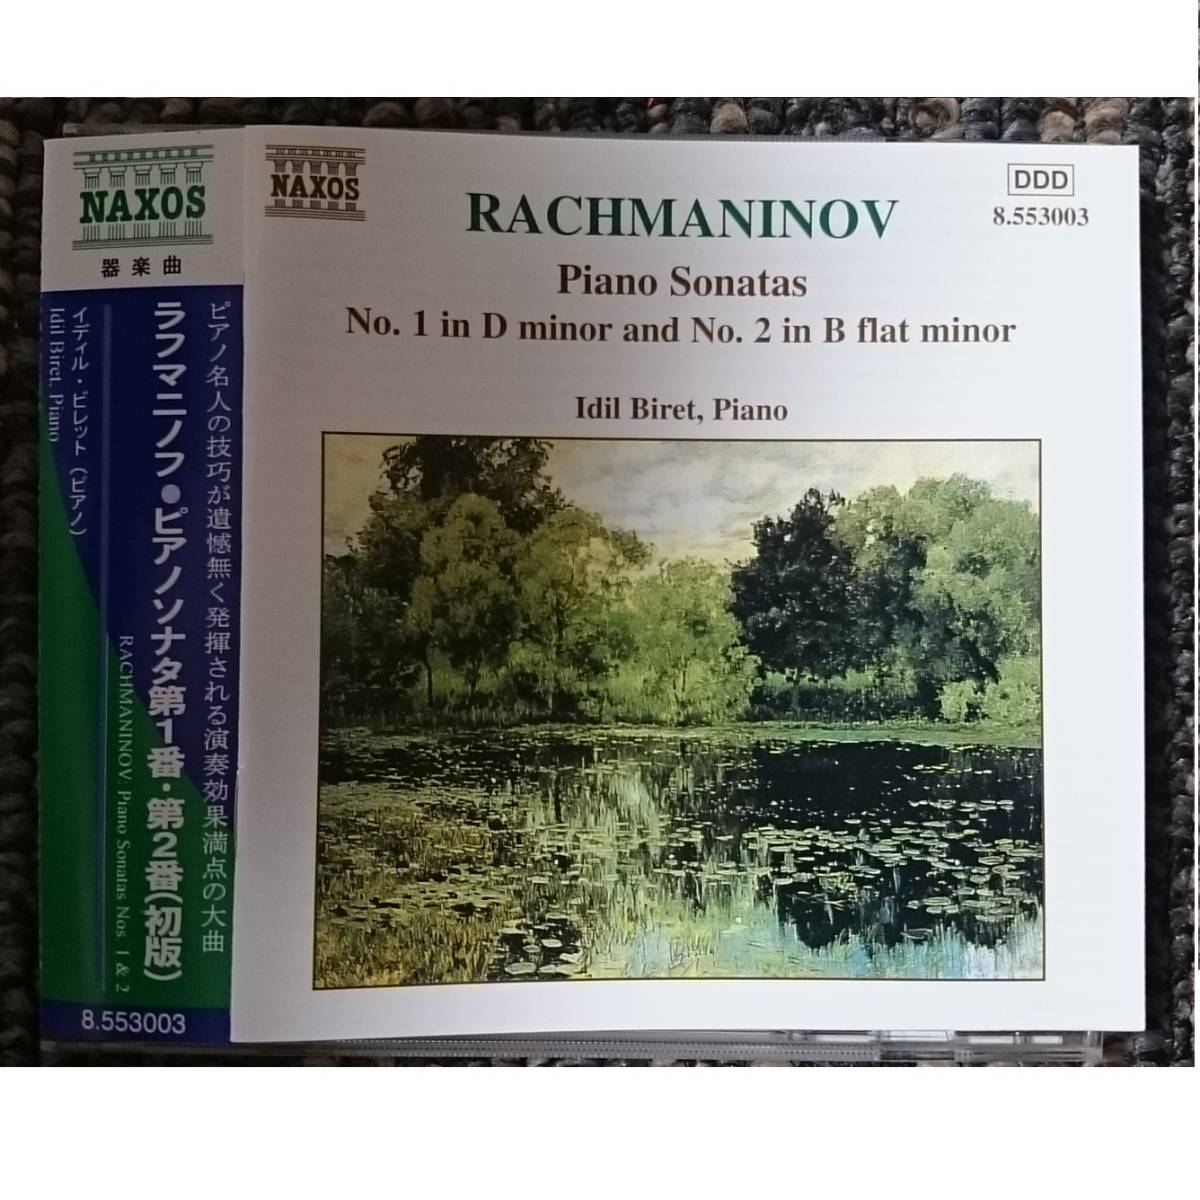 NAXOS
器楽曲
ピアノ名人の技巧が遺憾無く発揮される演奏効果満点の大曲
ラフマニノフ●ピアノソナタ第1番・第2番(初版)
RACHMANINOV: Piano Sonatas Nos. 1 & 2
イディル・ビレット(ピアノ)
Idil Biret, Piano
8.553003
NAXOS
DDD
8.553003
RACHMANINOV
Piano Sonatas
No. 1 in D minor and No. 2 in B flat minor
Idil Biret, Piano